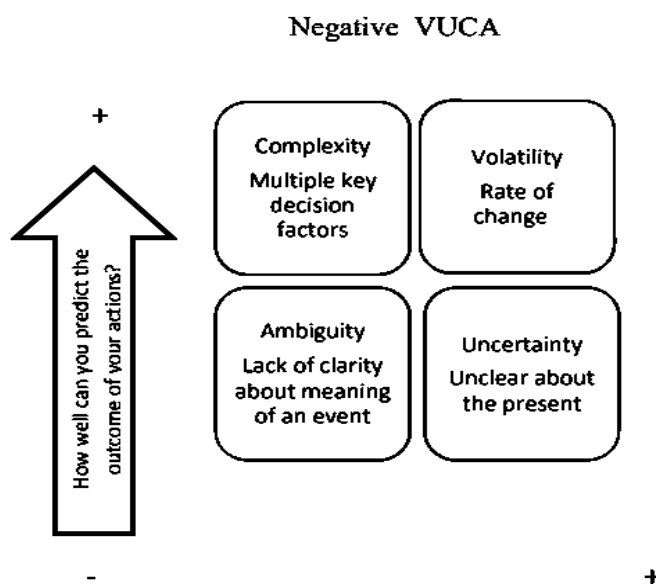 Negative VUCA
+
Complexity
Multiple key
decision
factors
Volatility
Rate of
change
How well can you predict the
outcome of your actions?
Ambiguity
Lack of clarity
about meaning
of an event
Uncertainty
Unclear about
the present
-
+